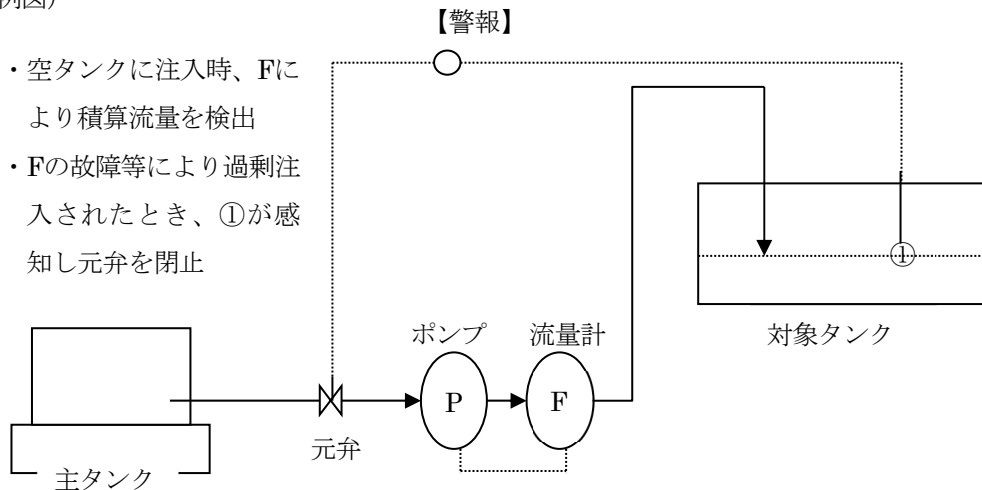 例図）
【警報】
・空タンクに注入時、Fに
より積算流量を検出
・Fの故障等により過剰注
入されたとき、①が感
知し元弁を閉止
①
対象タンク
ポンプ
流量計
P
F
元弁
主タンク